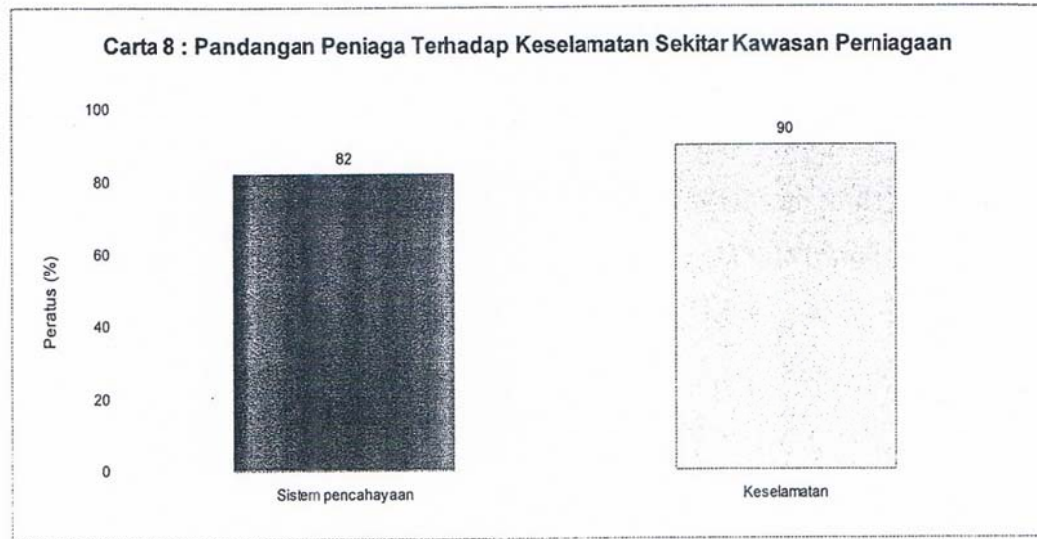 Carta 8 : Pandangan Peniaga Terhadap Keselamatan Sekitar Kawasan Perniagaan
100
80
60
40
20
0
Peratus (%)
82
90
Sistem pencahayaan
Keselamatan